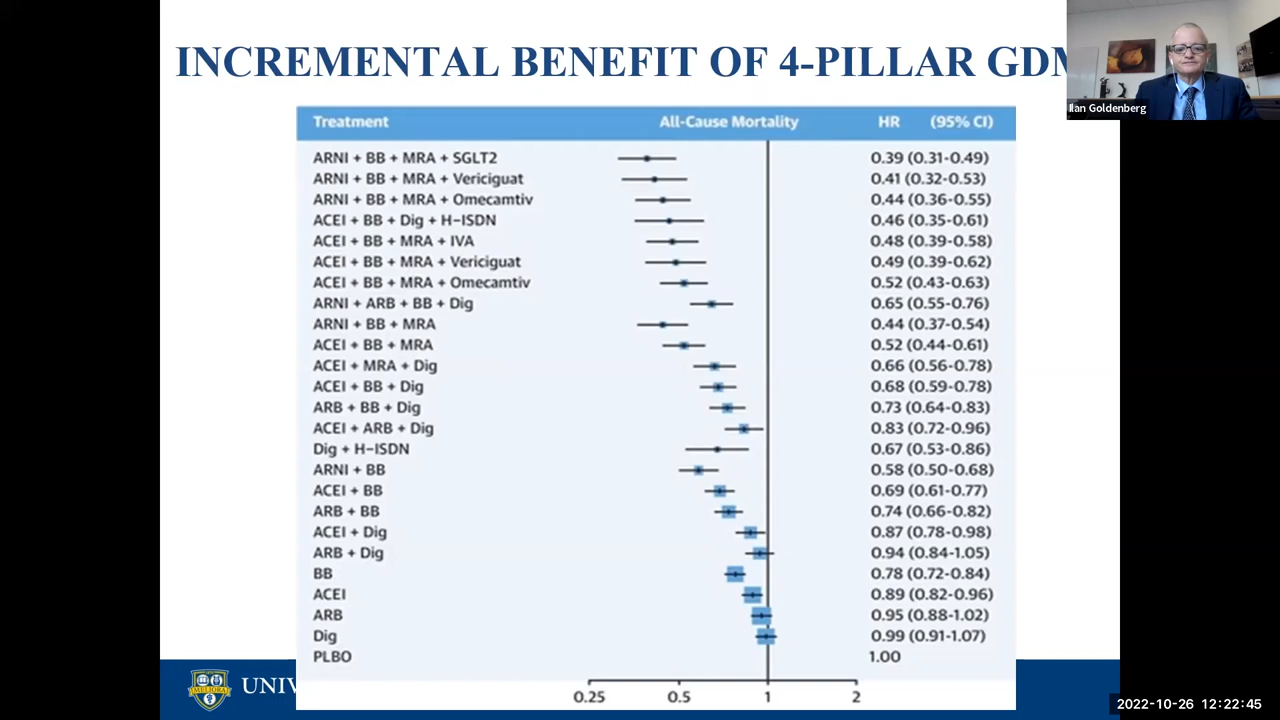 INCREMENTAL BENEFIT OF 4-PILLAR
Ilan Goldenberg
Treatment All-Cause Mortality HR (95% CI)
ARNI + BB + MRA + SGLT2 0.39 (0.31-0.49)
ARNI + BB + MRA + Vericiguat 0.41 (0.32-0.53)
ARNI + BB + MRA + Omecamtiv 0.44 (0.36-0.55)
ACEI + BB + Dig + H-ISDN 0.46 (0.35-0.61)
ACEI + BB + MRA + IVA 0.48 (0.39-0.58)
ACEI + BB + MRA + Vericiguat 0.49 (0.39-0.62)
ACEI + BB + MRA + Omecamtiv 0.52 (0.43-0.63)
ARNI + ARB + BB + Dig 0.65 (0.55-0.76)
ARNI + BB + MRA 0.44 (0.37-0.54)
ACEI + BB + MRA 0.52 (0.44-0.61)
ACEI + MRA + Dig 0.66 (0.56-0.78)
ACEI + BB + Dig 0.68 (0.59-0.78)
ARB + BB + Dig 0.73 (0.64-0.83)
ACEI + ARB + Dig 0.83 (0.72-0.96)
Dig + H-ISDN 0.67 (0.53-0.86)
ARNI + BB 0.58 (0.50-0.68)
ACEI + BB 0.69 (0.61-0.77)
ARB + BB 0.74 (0.66-0.82)
ACEI + Dig 0.87 (0.78-0.98)
ARB + Dig 0.94 (0.84-1.05)
BB 0.78 (0.72-0.84)
ACEI 0.89 (0.82-0.96)
ARB 0.95 (0.88-1.02)
Dig 0.99 (0.91-1.07)
PLBO 1.00
0.25 0.5 1 2
MELIORA
2022-10-26 12:22:45